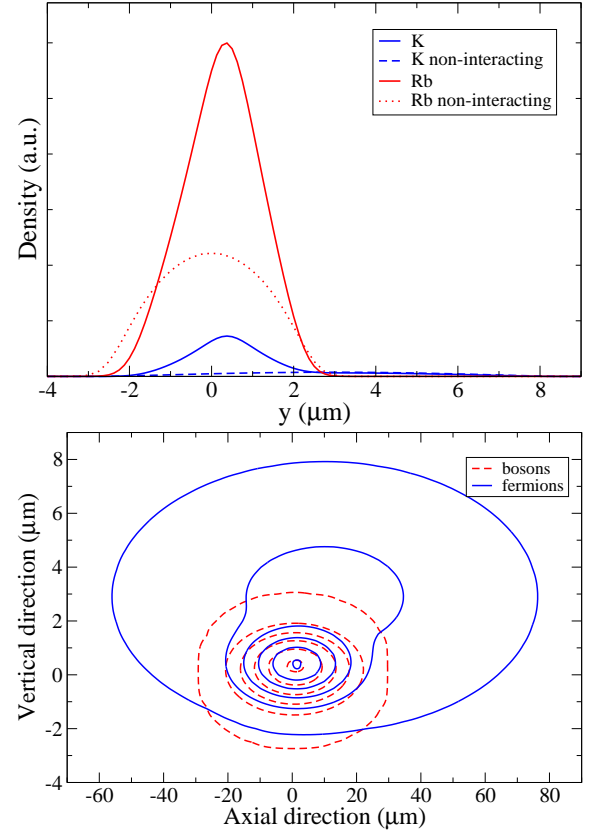 Density (a.u.)
K
K non-interacting
Rb
Rb non-interacting
-4 -2 0 2 4 6 8
y (μm)
Vertical direction (μm)
8
6
4
2
0
-2
-4
bosons
fermions
-60 -40 -20 0 20 40 60 80
Axial direction (μm)